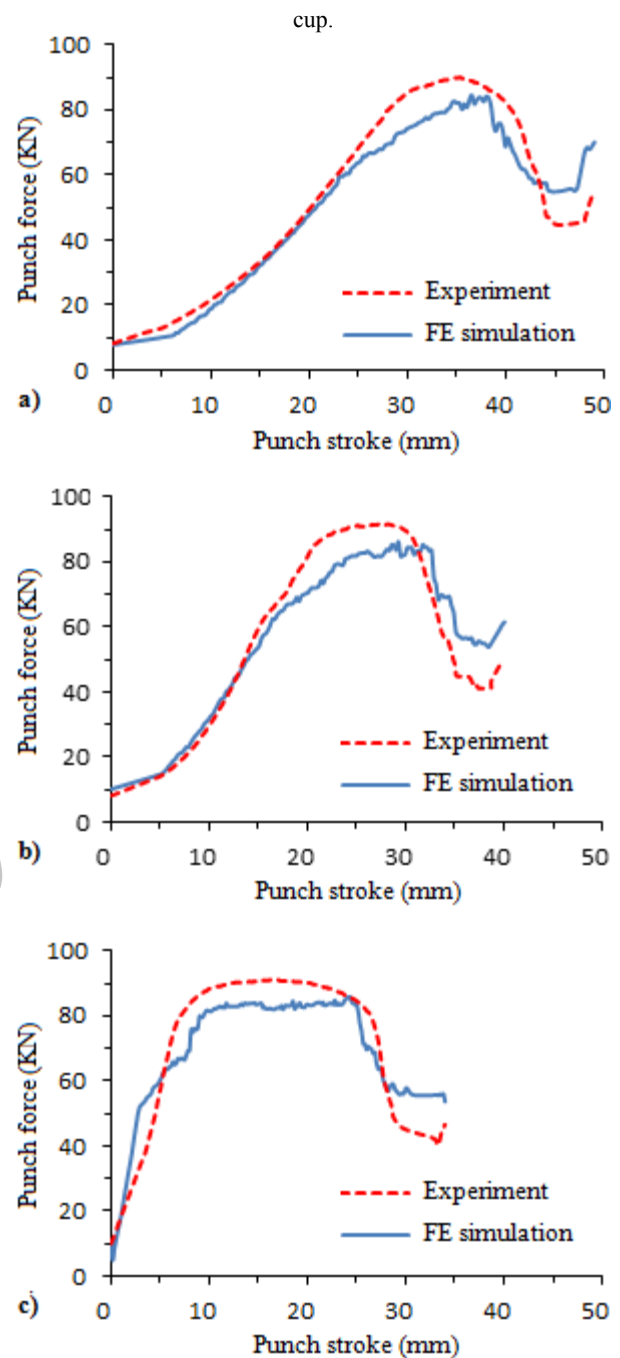 cup.
100
80
60
40
20
0
Punch force (KN)
Experiment
FE simulation
0 10 20 30 40 50
a)
Punch stroke (mm)
100
80
60
40
20
0
Punch force (KN)
Experiment
FE simulation
0 10 20 30 40 50
b)
Punch stroke (mm)
100
80
60
40
20
0
Punch force (KN)
Experiment
FE simulation
0 10 20 30 40 50
c)
Punch stroke (mm)